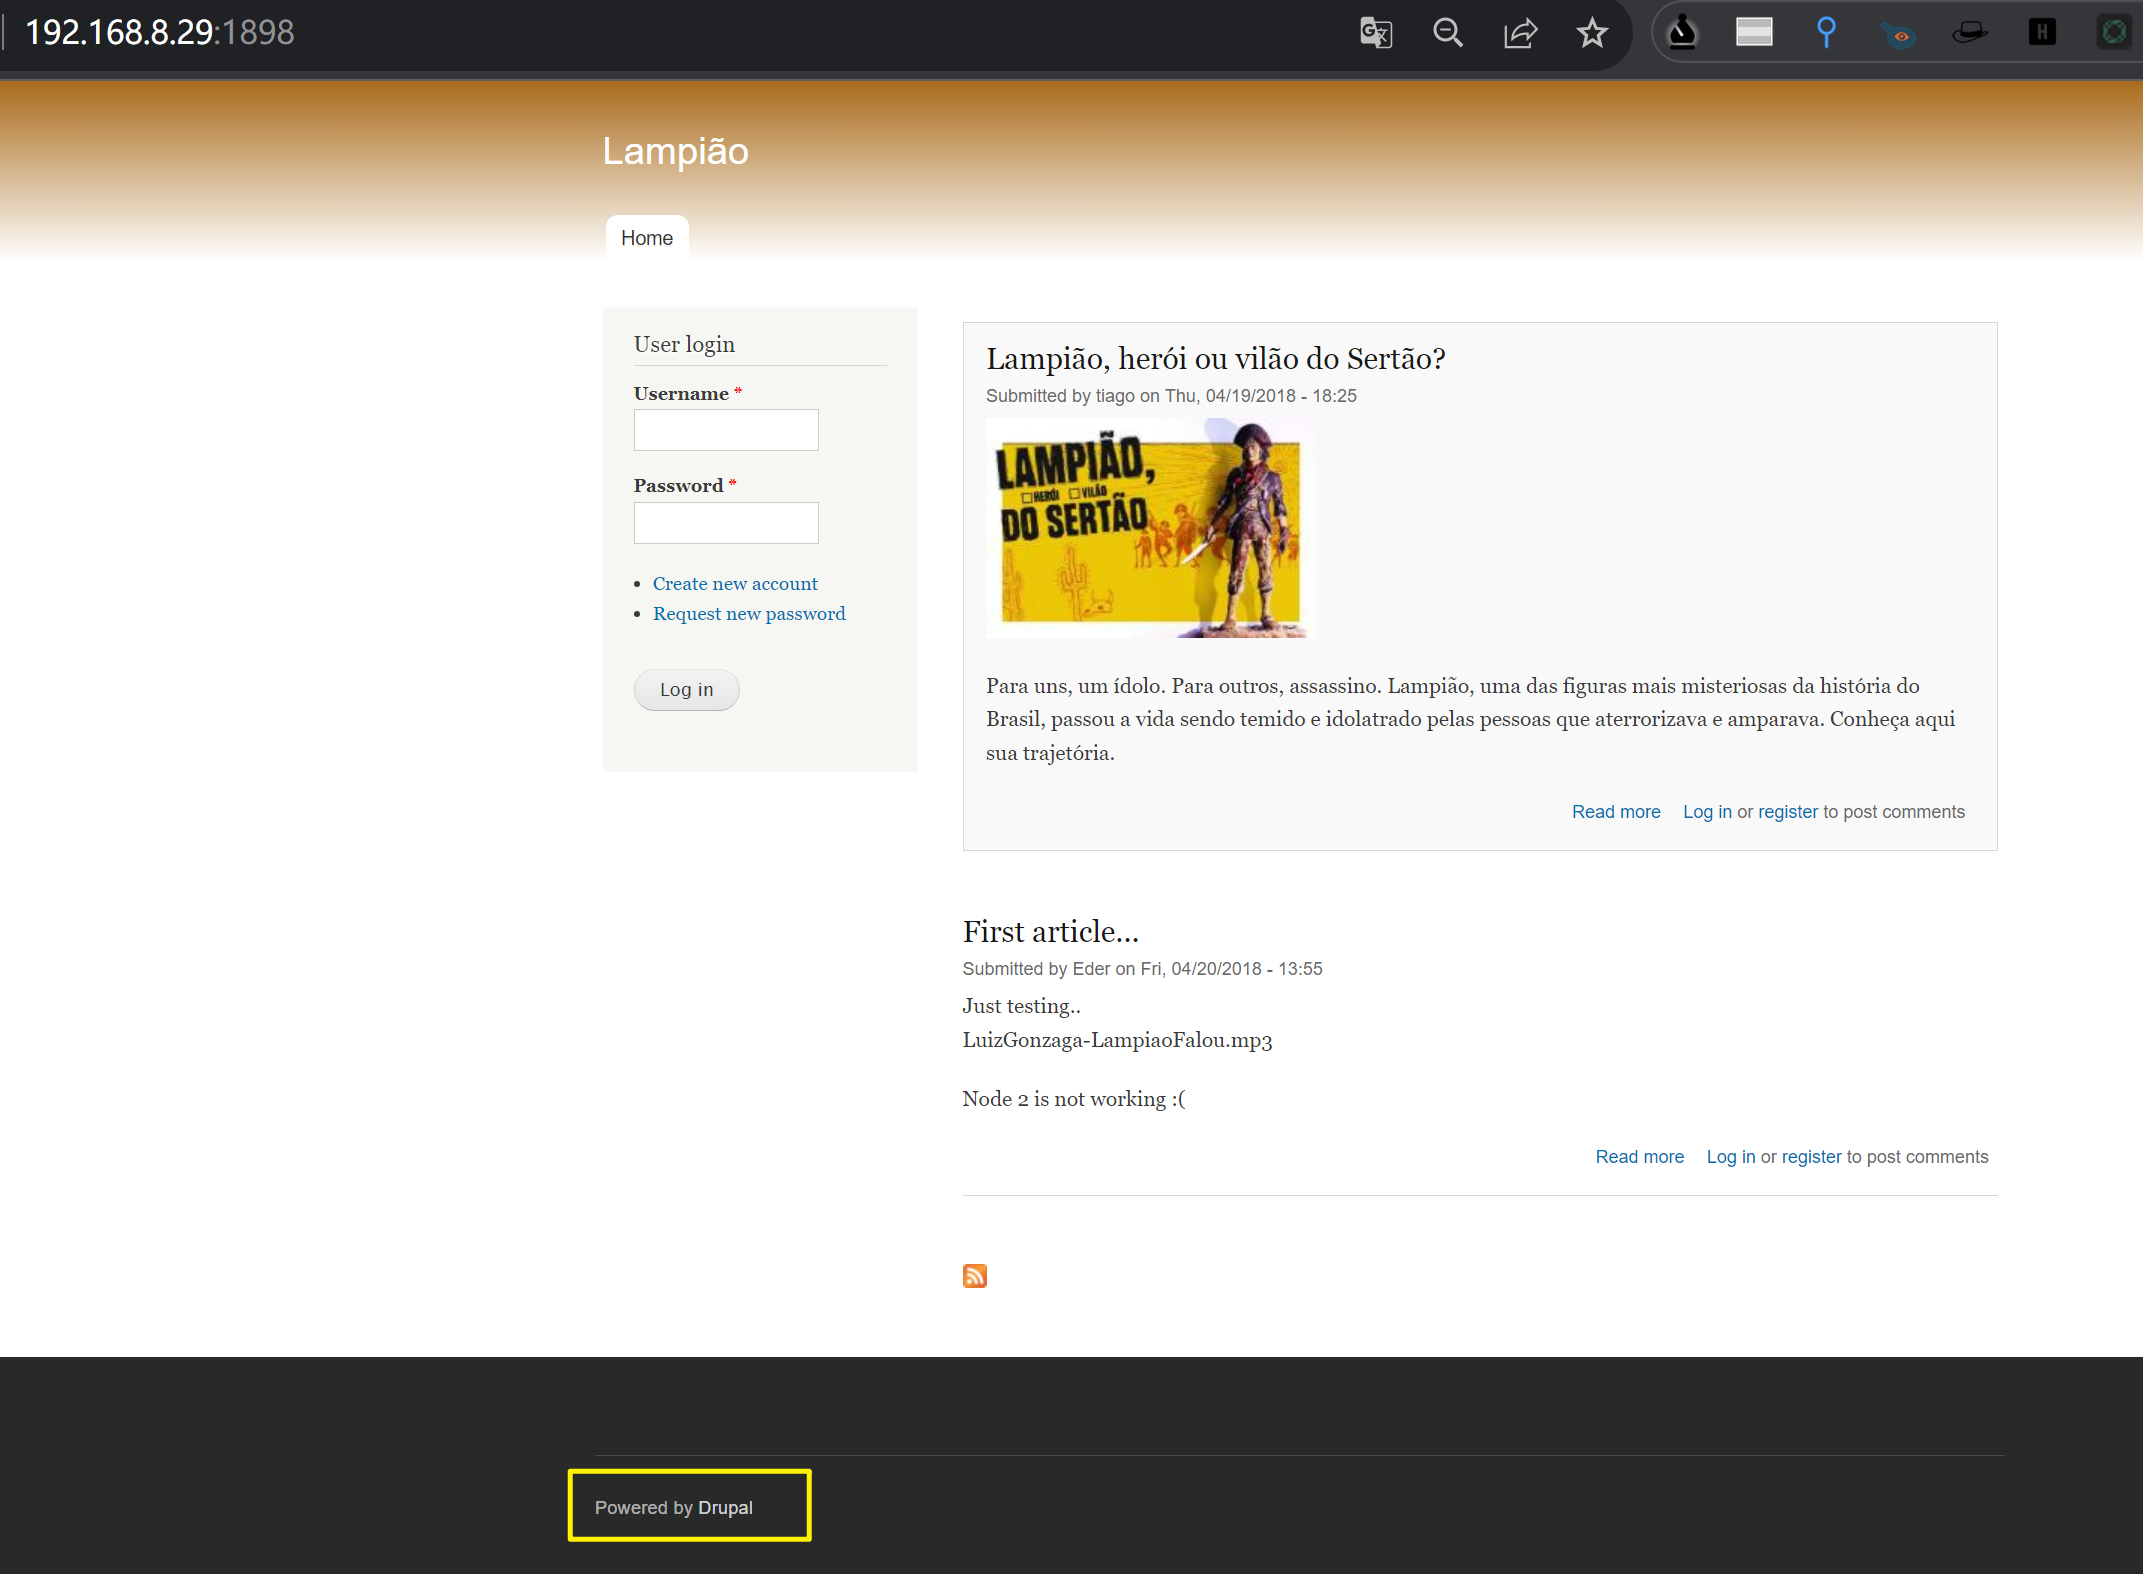 192.168.8.29:1898
Lampião
Home
User login
Username *
Password *
Create new account
Request new password
Log in
Lampião, herói ou vilão do Sertão?
Submitted by tiago on Thu, 04/19/2018 - 18:25
LAMPIÃO,
HERÓI VILÃO
DO SERTÃO
Para uns, um ídolo. Para outros, assassino. Lampião, uma das figuras mais misteriosas da história do
Brasil, passou a vida sendo temido e idolatrado pelas pessoas que aterrorizava e amparava. Conheça aqui
sua trajetória.
Read more Log in or register to post comments
First article...
Submitted by Eder on Fri, 04/20/2018 - 13:55
Just testing..
LuizGonzaga-LampiaoFalou.mp3
Node 2 is not working :(
Read more Log in or register to post comments
Powered by Drupal